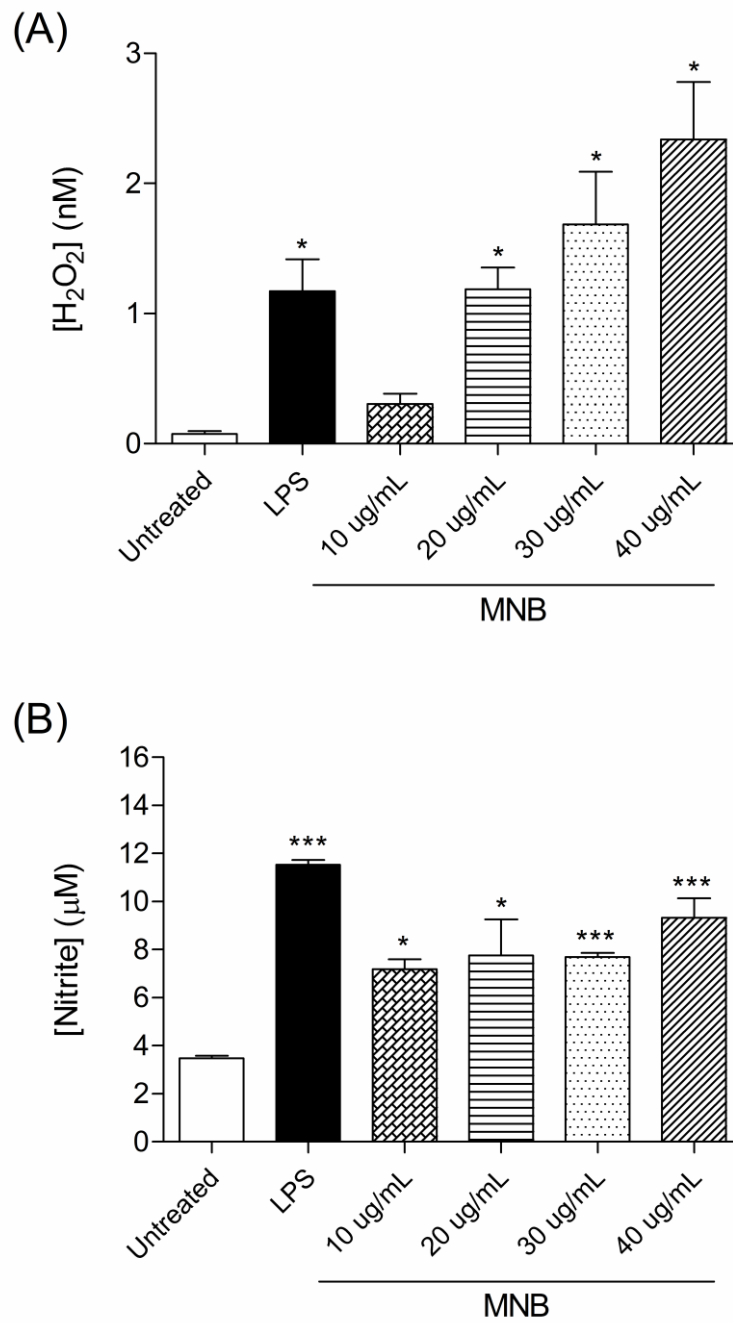 (A)
[H₂O₂] (nM)
3
2
1
0
*
*
*
*
Untreated
LPS
10 ug/mL
20 ug/mL
30 ug/mL
40 ug/mL
MNB
(B)
[Nitrite] (μM)
16
14
12
10
8
6
4
2
0
***
*
*
***
***
Untreated
LPS
10 ug/mL
20 ug/mL
30 ug/mL
40 ug/mL
MNB